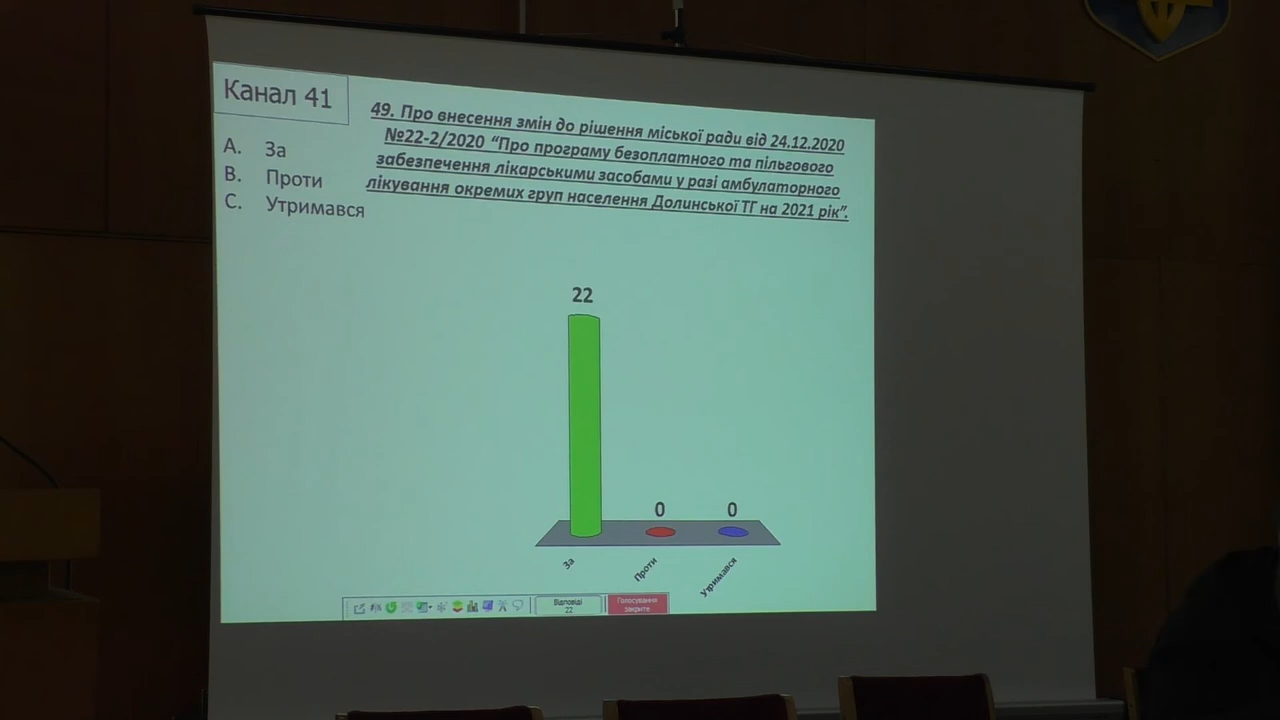 Канал 41
49. Про внесення змін до рішення міської ради від 24.12.2020
№22-2/2020 “Про програму безоплатного та пільгового
забезпечення лікарськими засобами у разі амбулаторного
лікування окремих груп населення Долинської ТГ на 2021 рік”.
A. За
B. Проти
C. Утримався
22
0
0
За
Проти
Утримався
Відповіді
22
Голосування
закрите